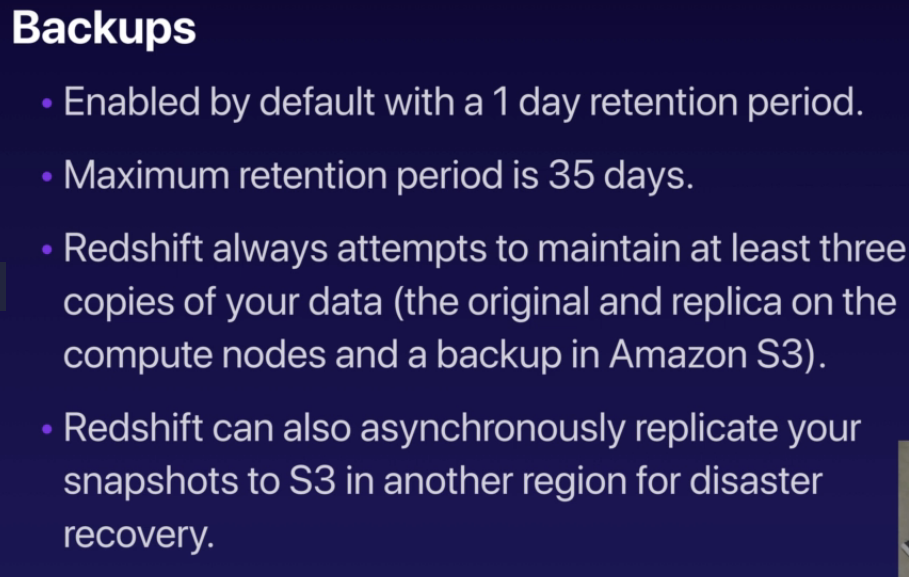 Backups
• Enabled by default with a 1 day retention period.
• Maximum retention period is 35 days.
• Redshift always attempts to maintain at least three
copies of your data (the original and replica on the
compute nodes and a backup in Amazon S3).
• Redshift can also asynchronously replicate your
snapshots to S3 in another region for disaster
recovery.